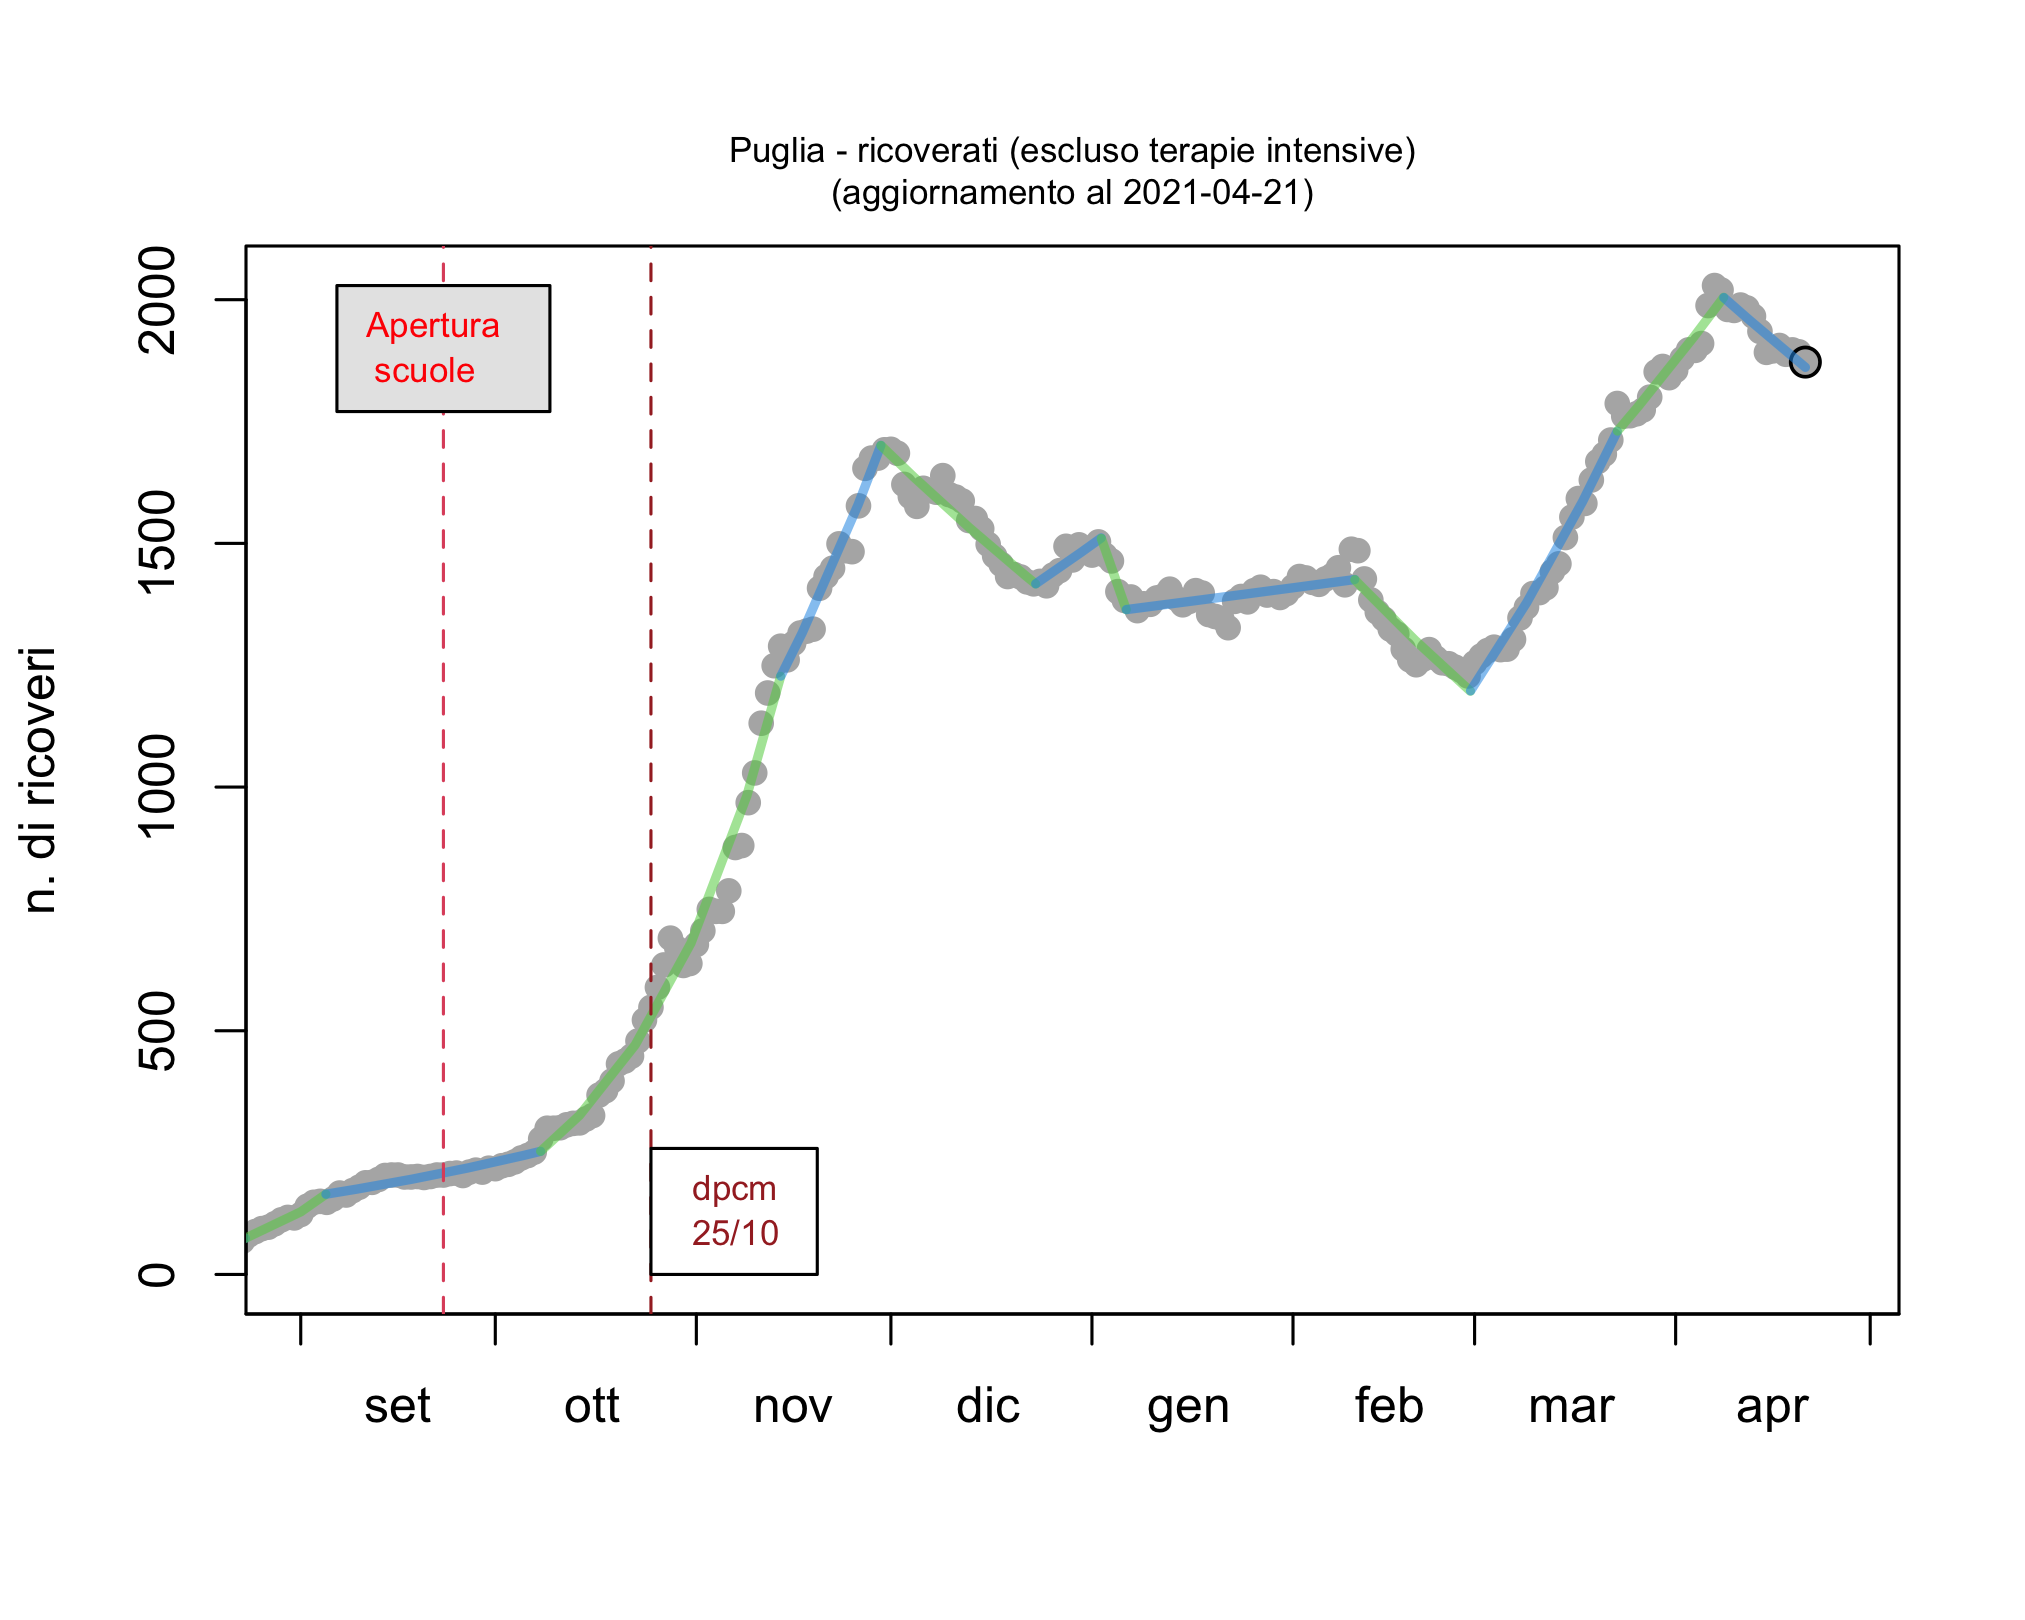 Puglia - ricoverati (escluso terapie intensive)
(aggiornamento al 2021-04-21)
n. di ricoveri
2000
1500
1000
500
0
Apertura
scuole
dpcm
25/10
set ott nov dic gen feb mar apr